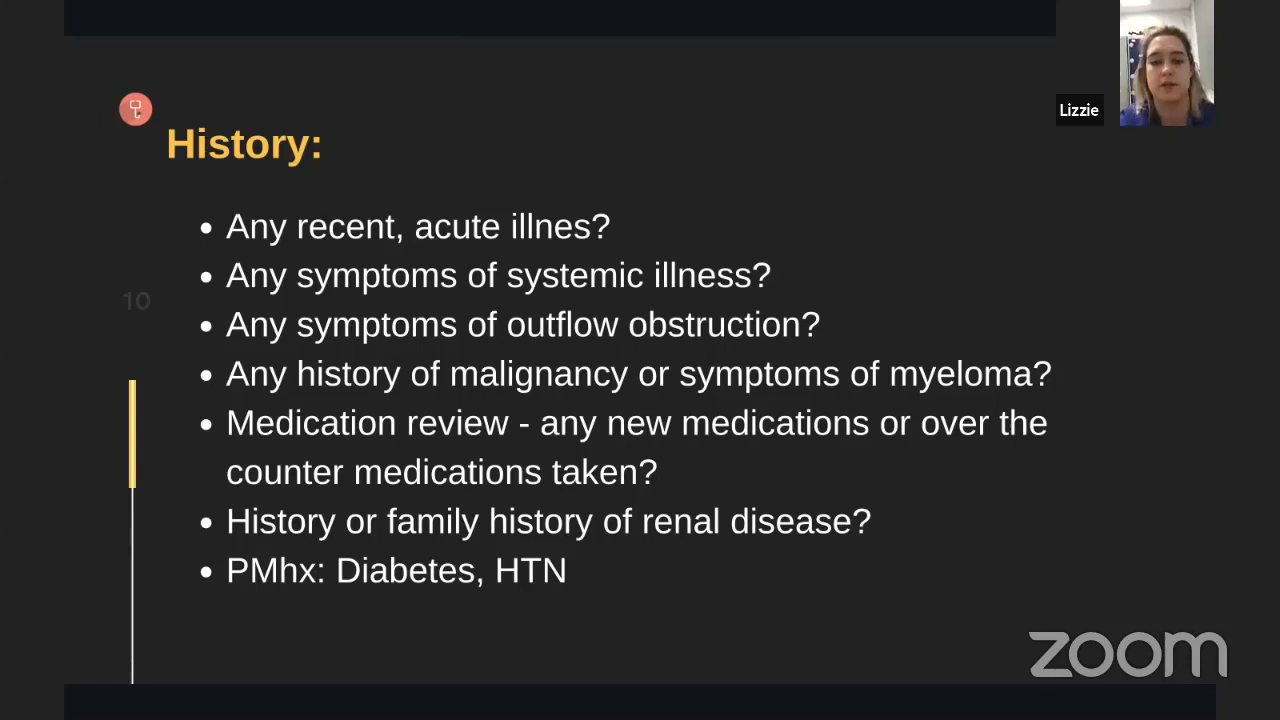 Lizzie
History:
Any recent, acute illnes?
Any symptoms of systemic illness?
10
Any symptoms of outflow obstruction?
Any history of malignancy or symptoms of myeloma?
Medication review - any new medications or over the
counter medications taken?
History or family history of renal disease?
PMhx: Diabetes, HTN
zoom